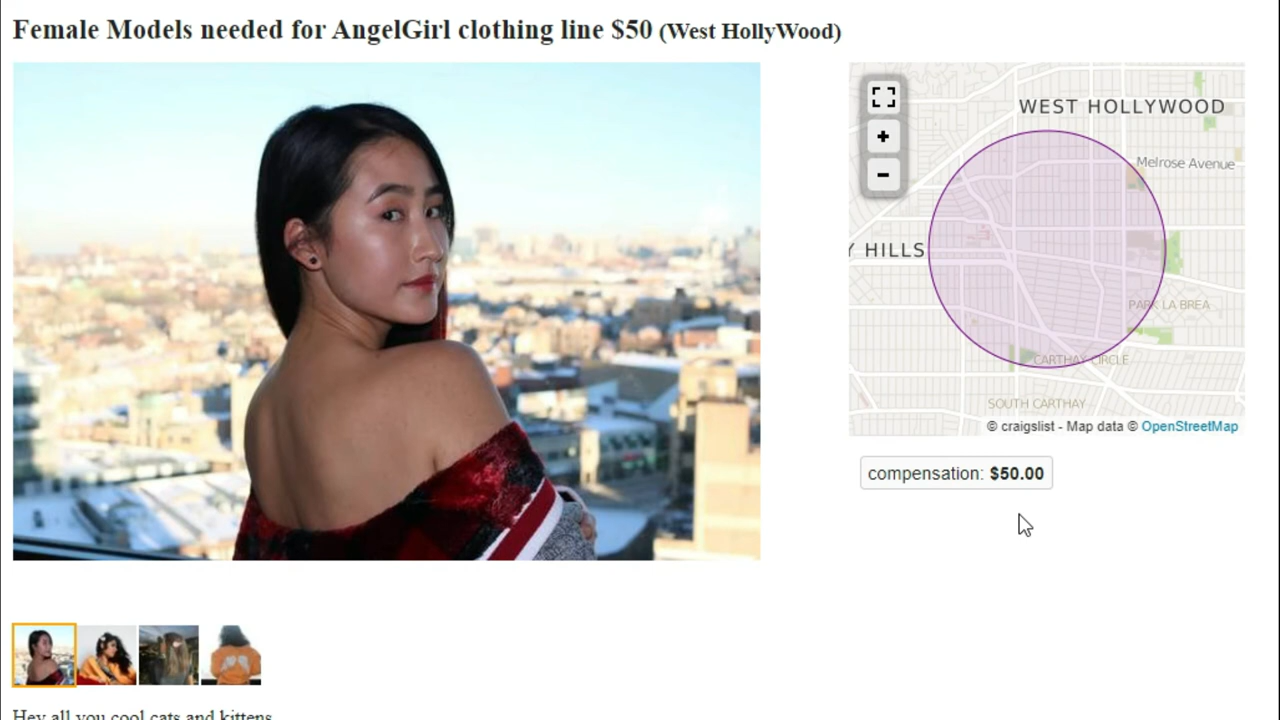 Female Models needed for AngelGirl clothing line $50 (West HollyWood)
WEST HOLLYWOOD
Melrose Avenue
Y HILLS
PARK LA BREA
CARTHAY CIRCLE
SOUTH CARTHAY
© craigslist - Map data © OpenStreetMap
compensation: $50.00
Hey all you cool cats and kittens